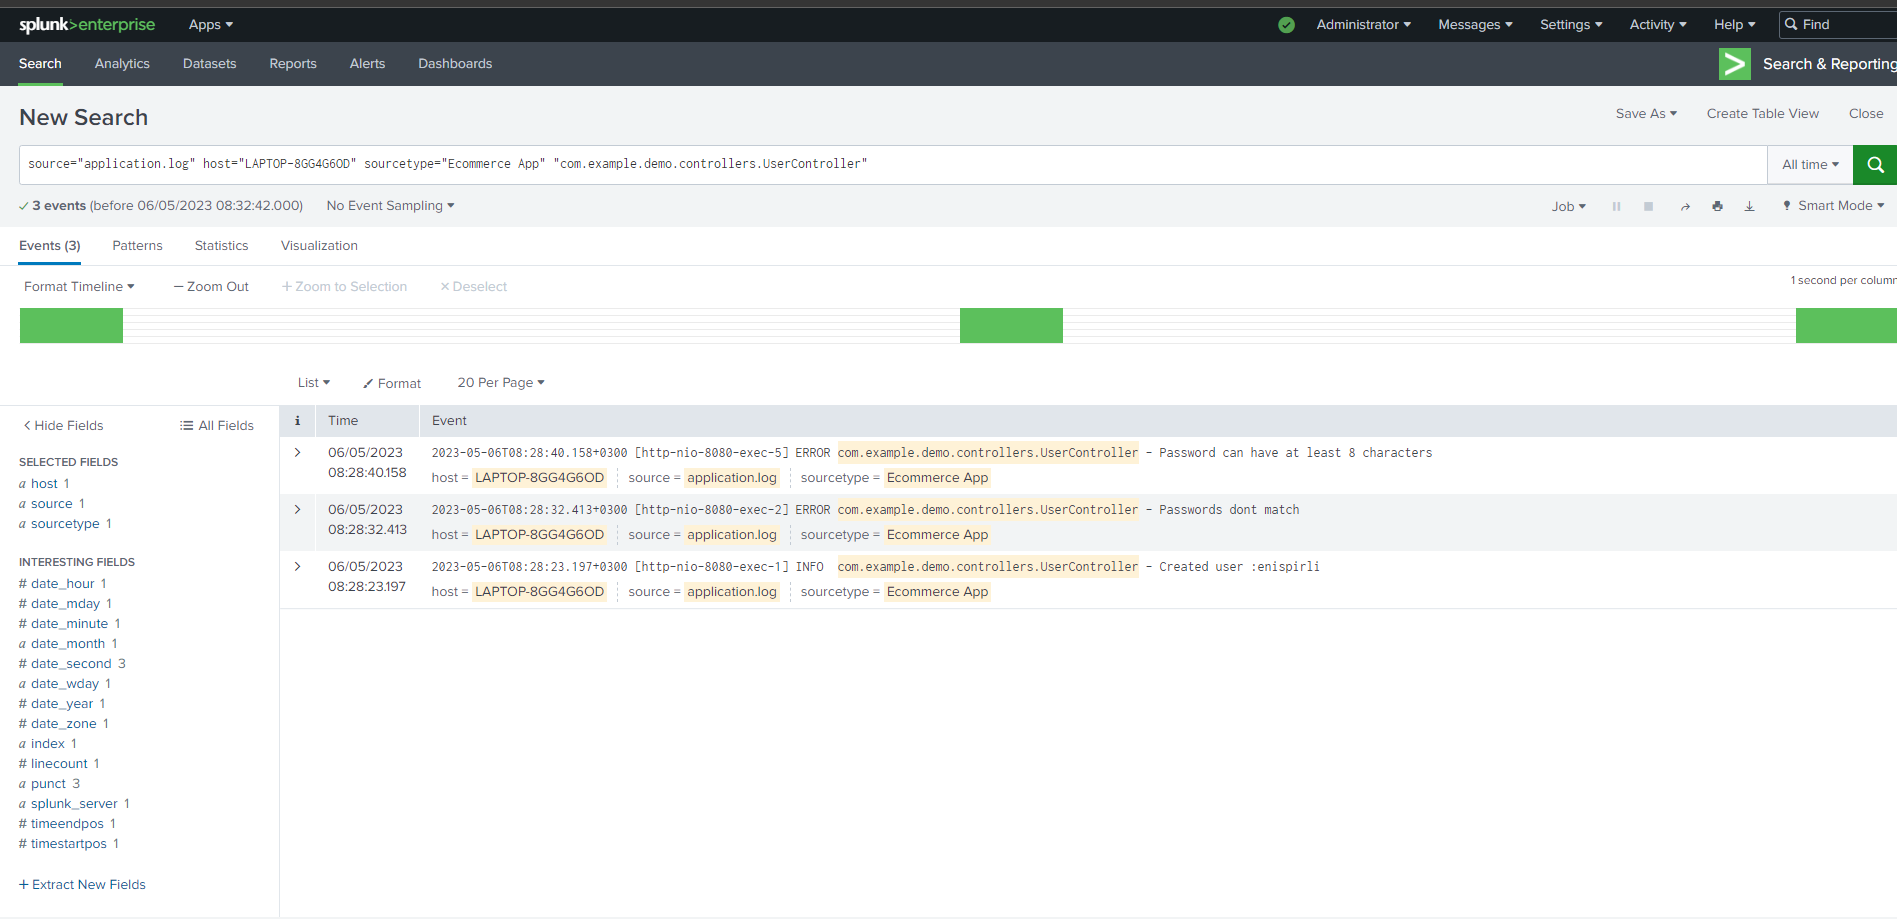 splunk>enterprise Apps Administrator Messages Settings Activity Help Find
Search Analytics Datasets Reports Alerts Dashboards Search & Reporting
New Search Save As Create Table View Close
source="application.log" host="LAPTOP-8GG4G6OD" sourcetype="Ecommerce App" "com.example.demo.controllers.UserController" All time
3 events (before 06/05/2023 08:32:42.000) No Event Sampling Job Smart Mode
Events (3) Patterns Statistics Visualization
Format Timeline — Zoom Out + Zoom to Selection × Deselect 1 second per column
List Format 20 Per Page
< Hide Fields All Fields
SELECTED FIELDS
a host 1
a source 1
a sourcetype 1
INTERESTING FIELDS
# date_hour 1
# date_mday 1
# date_minute 1
a date_month 1
# date_second 3
a date_wday 1
# date_year 1
# date_zone 1
a index 1
# linecount 1
a punct 3
a splunk_server 1
# timeendpos 1
# timestartpos 1
+ Extract New Fields
i Time Event
> 06/05/2023 08:28:40.158
2023-05-06T08:28:40.158+0300 [http-nio-8080-exec-5] ERROR com.example.demo.controllers.UserController - Password can have at least 8 characters
host = LAPTOP-8GG4G6OD source = application.log sourcetype = Ecommerce App
> 06/05/2023 08:28:32.413
2023-05-06T08:28:32.413+0300 [http-nio-8080-exec-2] ERROR com.example.demo.controllers.UserController - Passwords dont match
host = LAPTOP-8GG4G6OD source = application.log sourcetype = Ecommerce App
> 06/05/2023 08:28:23.197
2023-05-06T08:28:23.197+0300 [http-nio-8080-exec-1] INFO com.example.demo.controllers.UserController - Created user :enispirli
host = LAPTOP-8GG4G6OD source = application.log sourcetype = Ecommerce App